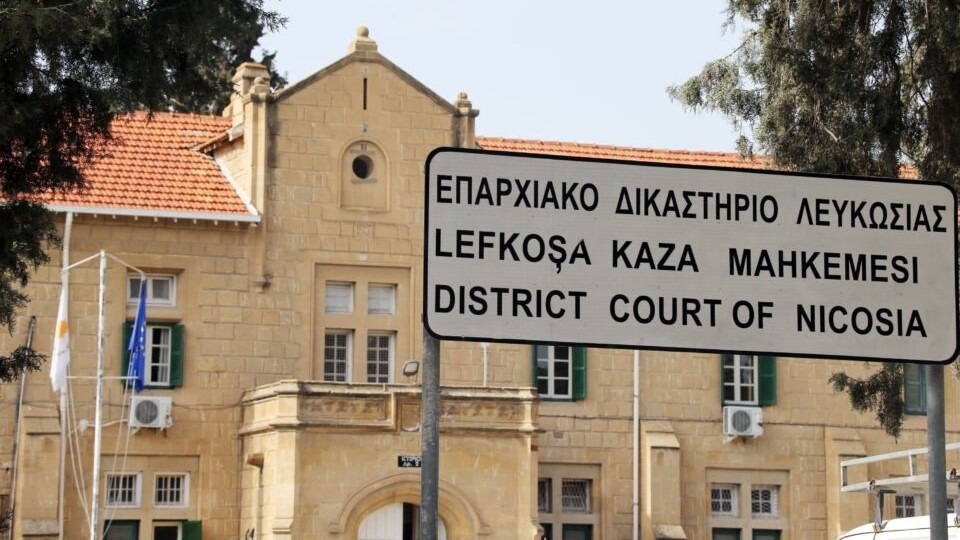 ΕΠΑΡΧΙΑΚΟ ΔΙΚΑΣΤΗΡΙΟ ΛΕΥΚΩΣΙΑΣ
LEFKOŞA KAZA MAHKEMESI
DISTRICT COURT OF NICOSIA